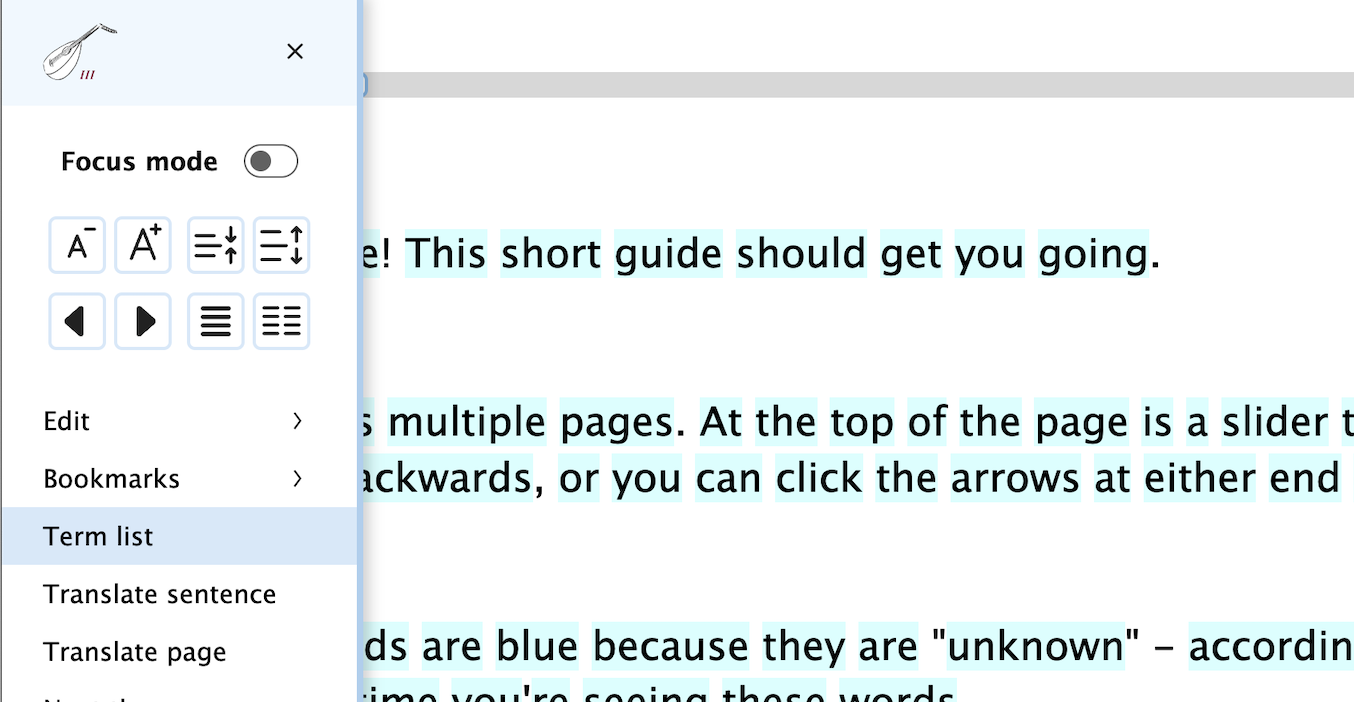 III
Focus mode
A-
A+
Edit
Bookmarks
Term list
Translate sentence
Translate page
! This short guide should get you going.
multiple pages. At the top of the page is a slider
ackwards, or you can click the arrows at either end
ds are blue because they are "unknown" – accordin
time you're seeing these words